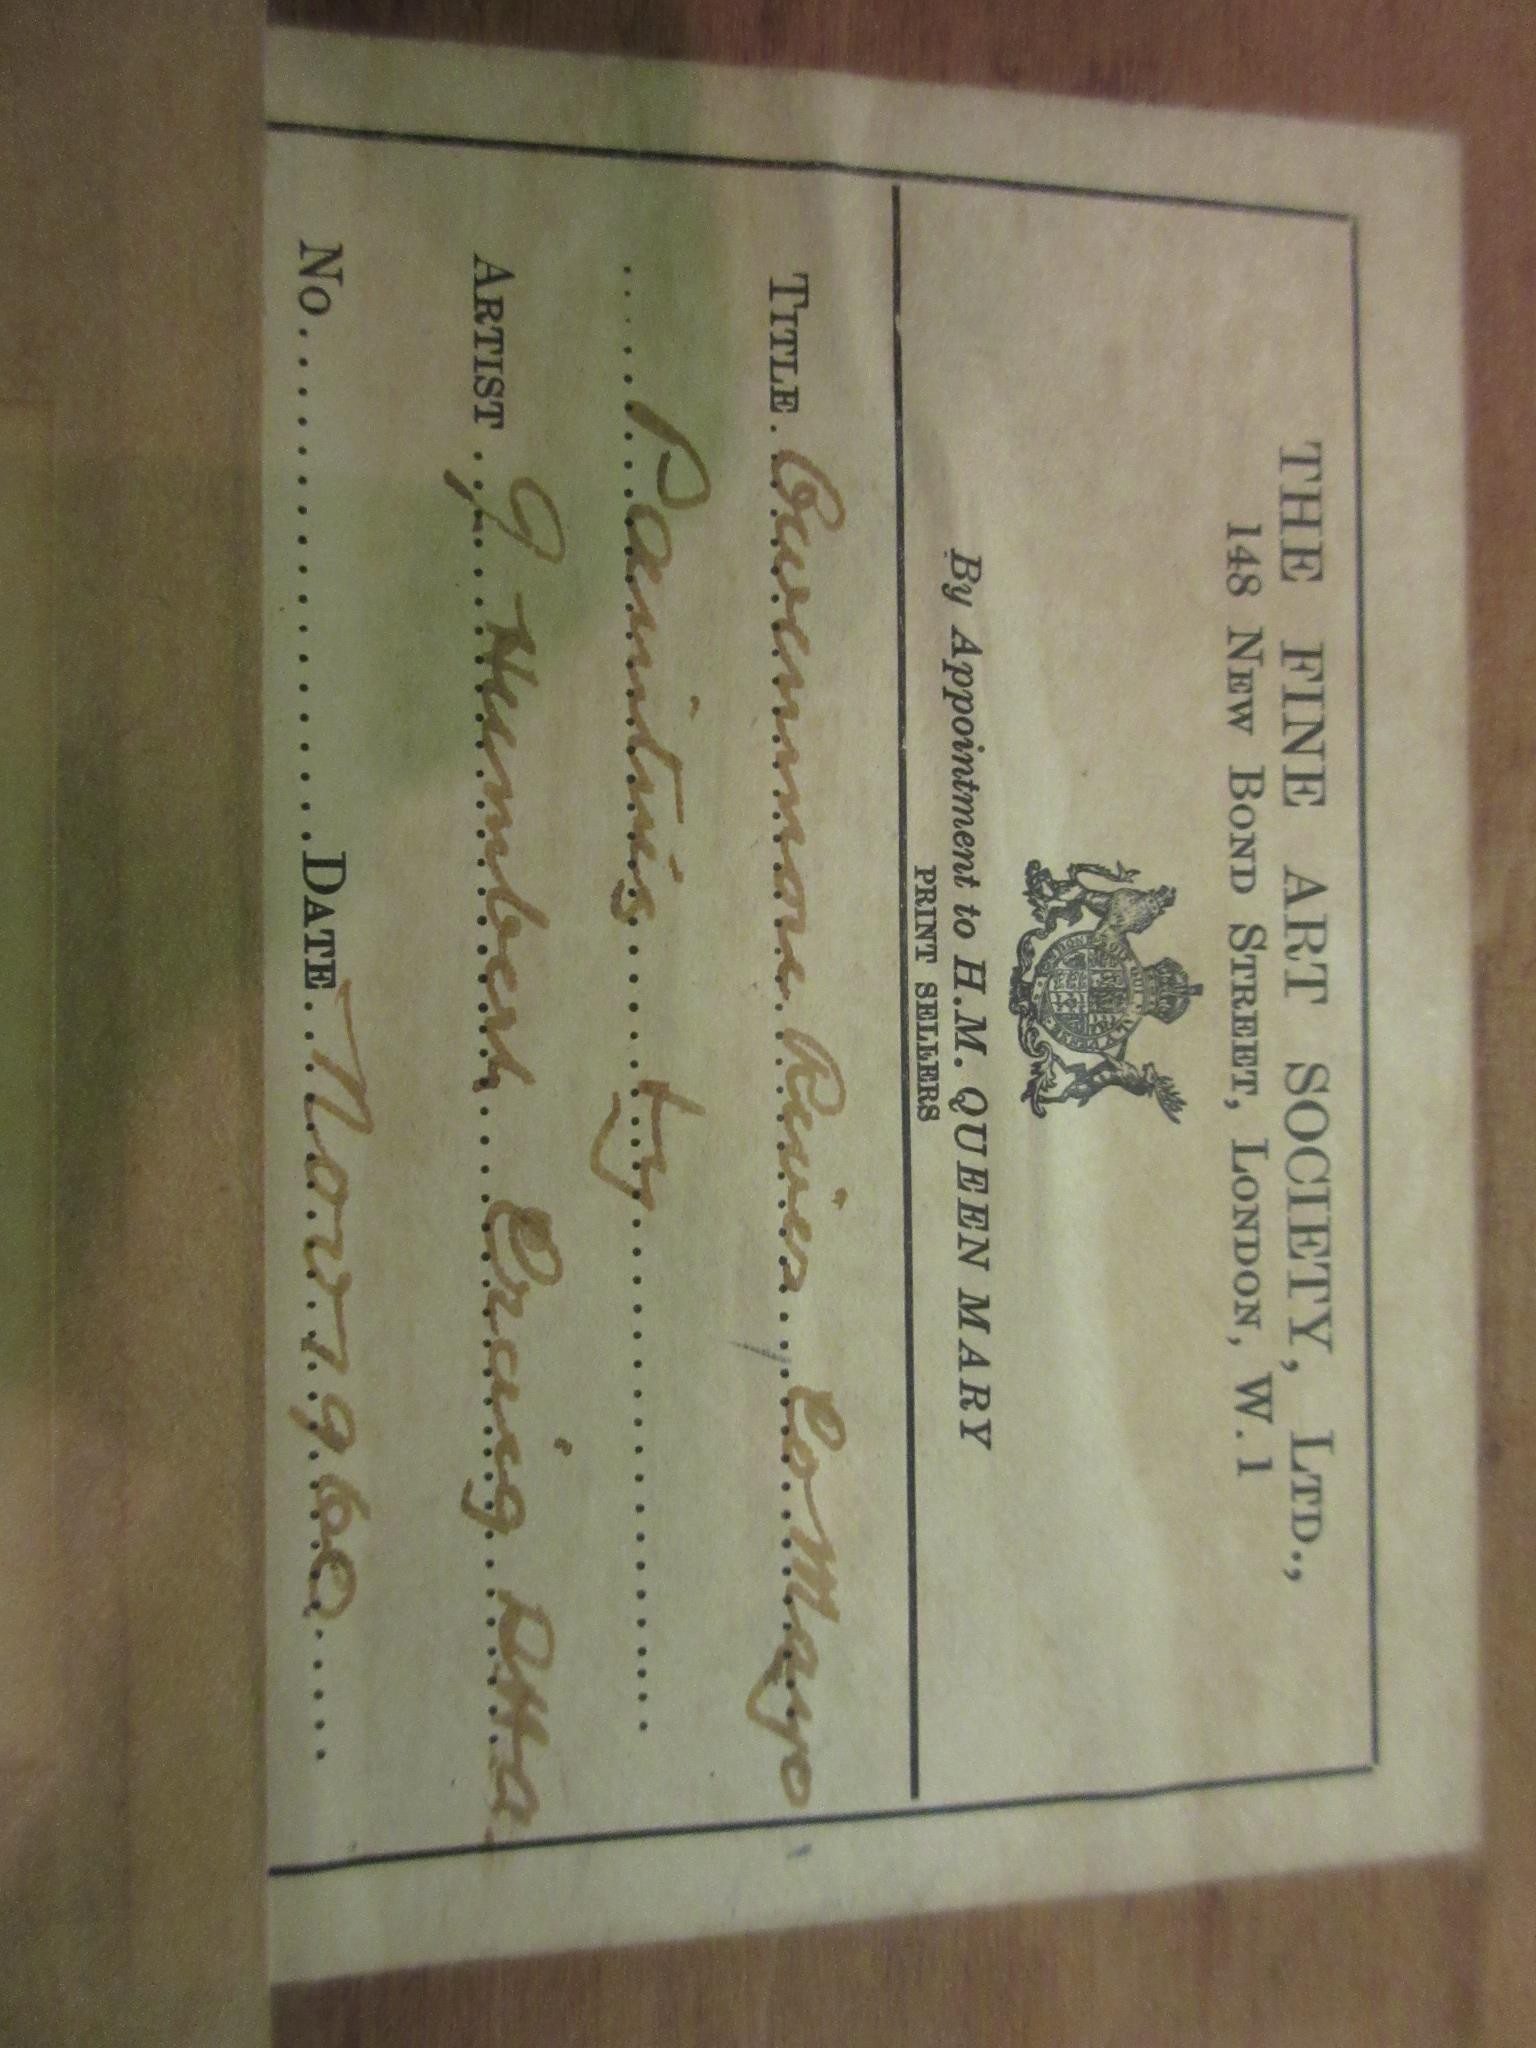 THE FINE ART SOCIETY, LTD.,
148 NEW BOND STREET, LONDON, W.1
By Appointment to H.M. QUEEN MARY
PRINT SELLERS
TITLE Owenmore River Co Mayo
Painting by
ARTIST J Humbert Craig RHA
No. DATE Nov 1960